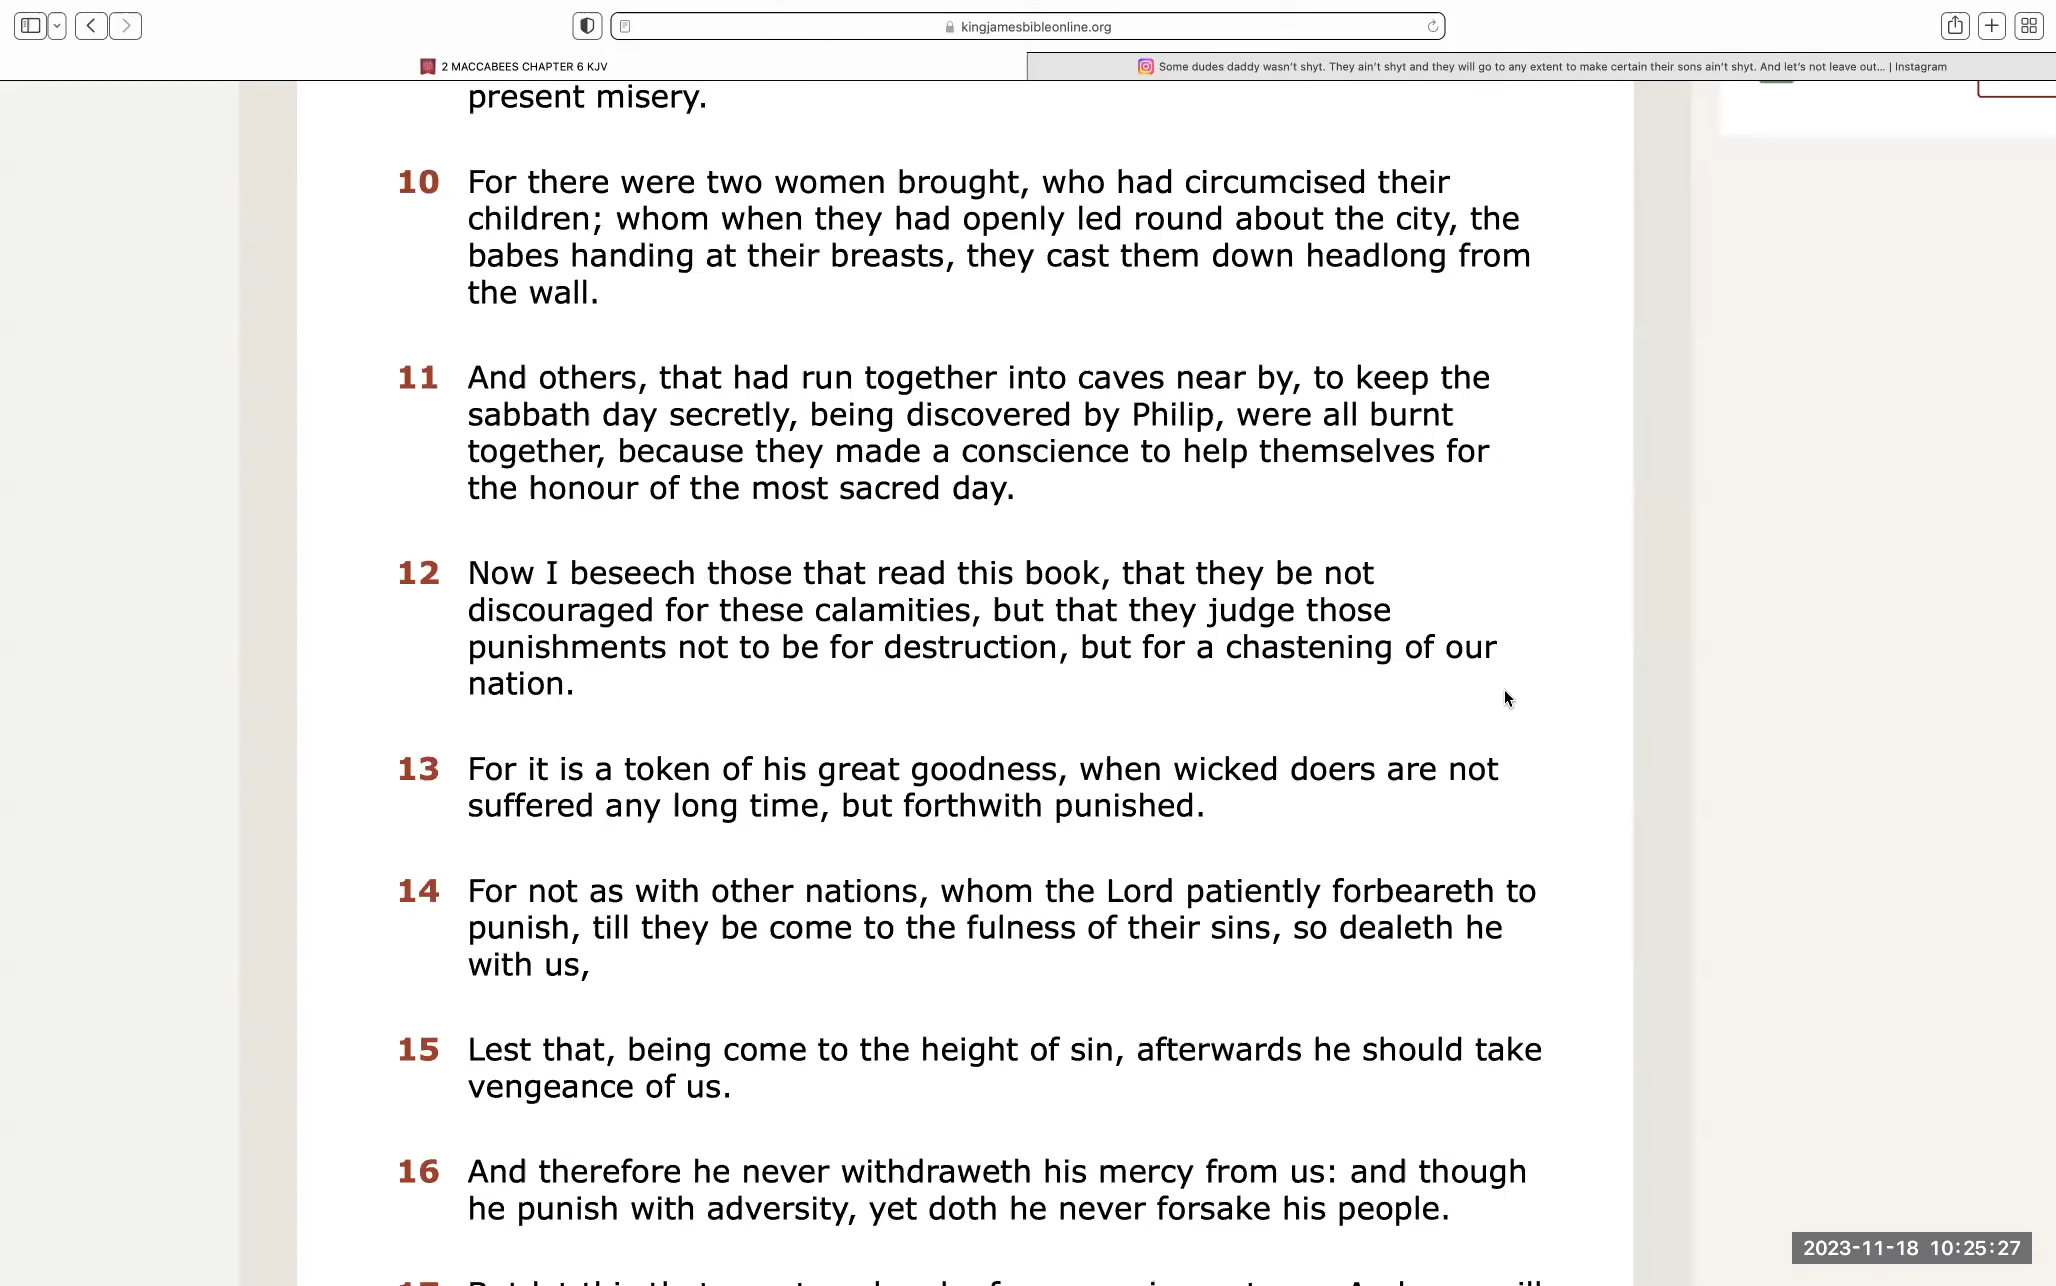 kingjamesbibleonline.org
2 MACCABEES CHAPTER 6 KJV
Some dudes daddy wasn't shyt. They ain't shyt and they will go to any extent to make certain their sons ain't shyt. And let's not leave out... | Instagram
present misery.
10 For there were two women brought, who had circumcised their
children; whom when they had openly led round about the city, the
babes handing at their breasts, they cast them down headlong from
the wall.
11 And others, that had run together into caves near by, to keep the
sabbath day secretly, being discovered by Philip, were all burnt
together, because they made a conscience to help themselves for
the honour of the most sacred day.
12 Now I beseech those that read this book, that they be not
discouraged for these calamities, but that they judge those
punishments not to be for destruction, but for a chastening of our
nation.
13 For it is a token of his great goodness, when wicked doers are not
suffered any long time, but forthwith punished.
14 For not as with other nations, whom the Lord patiently forbeareth to
punish, till they be come to the fulness of their sins, so dealeth he
with us,
15 Lest that, being come to the height of sin, afterwards he should take
vengeance of us.
16 And therefore he never withdraweth his mercy from us: and though
he punish with adversity, yet doth he never forsake his people.
2023-11-18 10:25:27